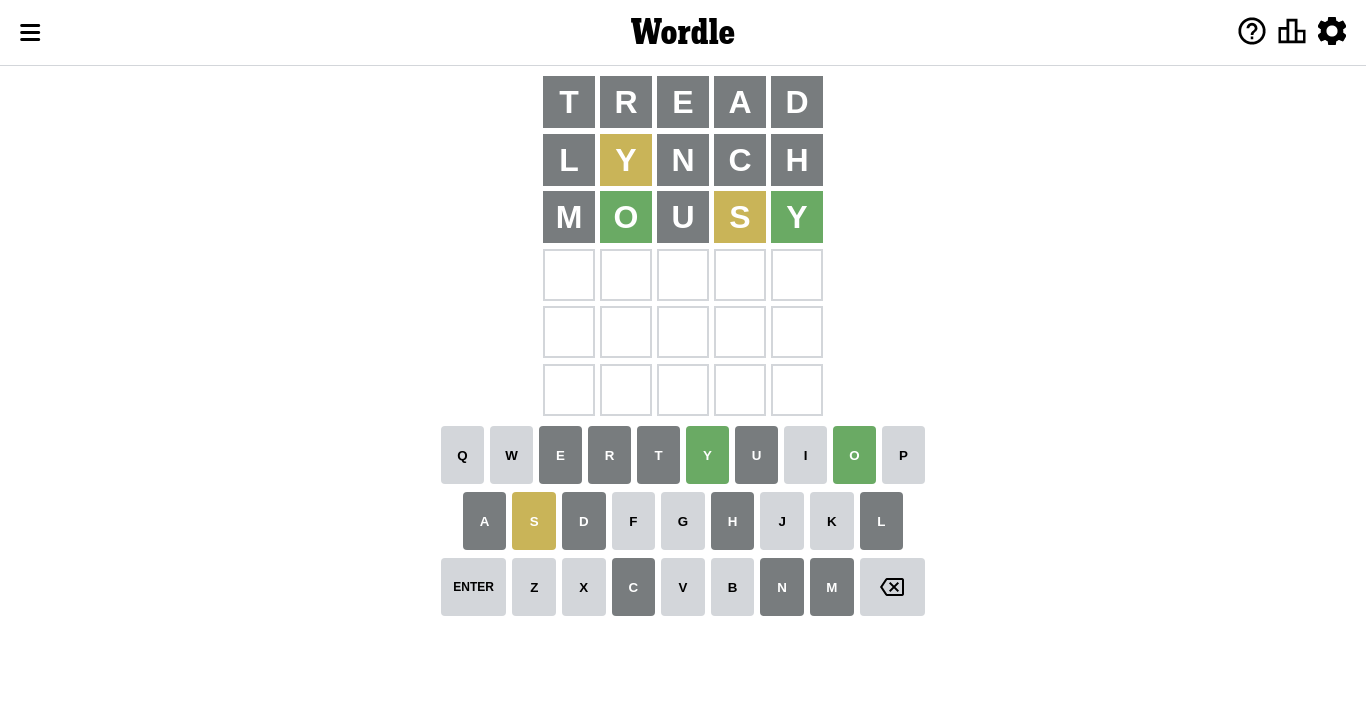 Wordle
T R E A D
L Y N C H
M O U S Y
Q W E R T Y U I O P
A S D F G H J K L
ENTER Z X C V B N M